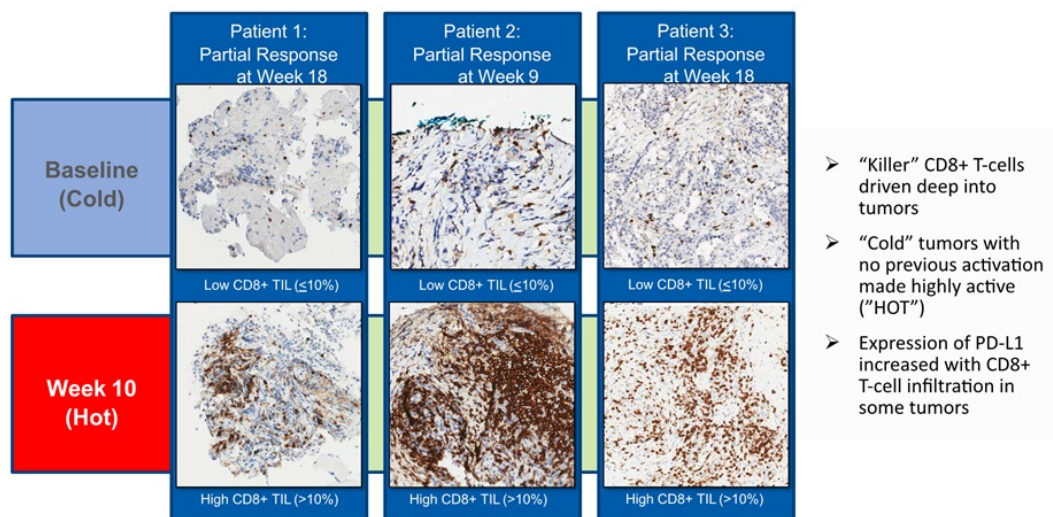 Patient 1:
Partial Response
at Week 18
Patient 2:
Partial Response
at Week 9
Patient 3:
Partial Response
at Week 18
Baseline
(Cold)
Low CD8+ TIL (≤10%)
Low CD8+ TIL (≤10%)
Low CD8+ TIL (≤10%)
Week 10
(Hot)
High CD8+ TIL (>10%)
High CD8+ TIL (>10%)
High CD8+ TIL (>10%)
➢ “Killer” CD8+ T-cells
driven deep into
tumors
➢ “Cold” tumors with
no previous activation
made highly active
(”HOT”)
➢ Expression of PD-L1
increased with CD8+
T-cell infiltration in
some tumors